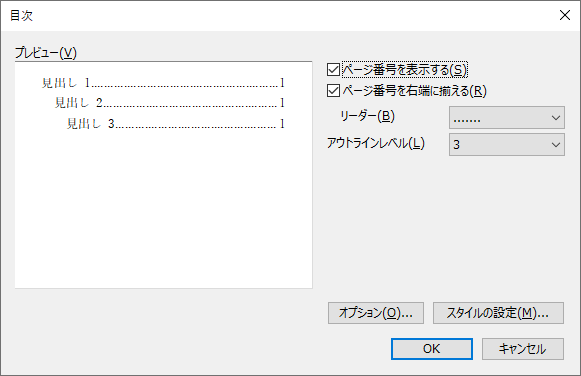 目次
プレビュー(V)
見出し 1............................................................1
見出し 2........................................................1
見出し 3.....................................................1
ページ番号を表示する(S)
ページ番号を右端に揃える(R)
リーダー(B)
.......
アウトラインレベル(L)
3
オプション(O)...
スタイルの設定(M)...
OK
キャンセル